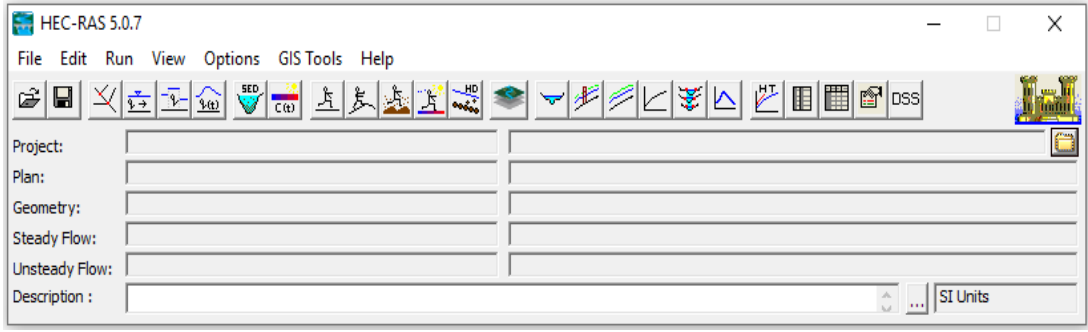 HEC-RAS 5.0.7
File Edit Run View Options GIS Tools Help
SED C(t) HD HT DSS
Project:
Plan:
Geometry:
Steady Flow:
Unsteady Flow:
Description : ... SI Units